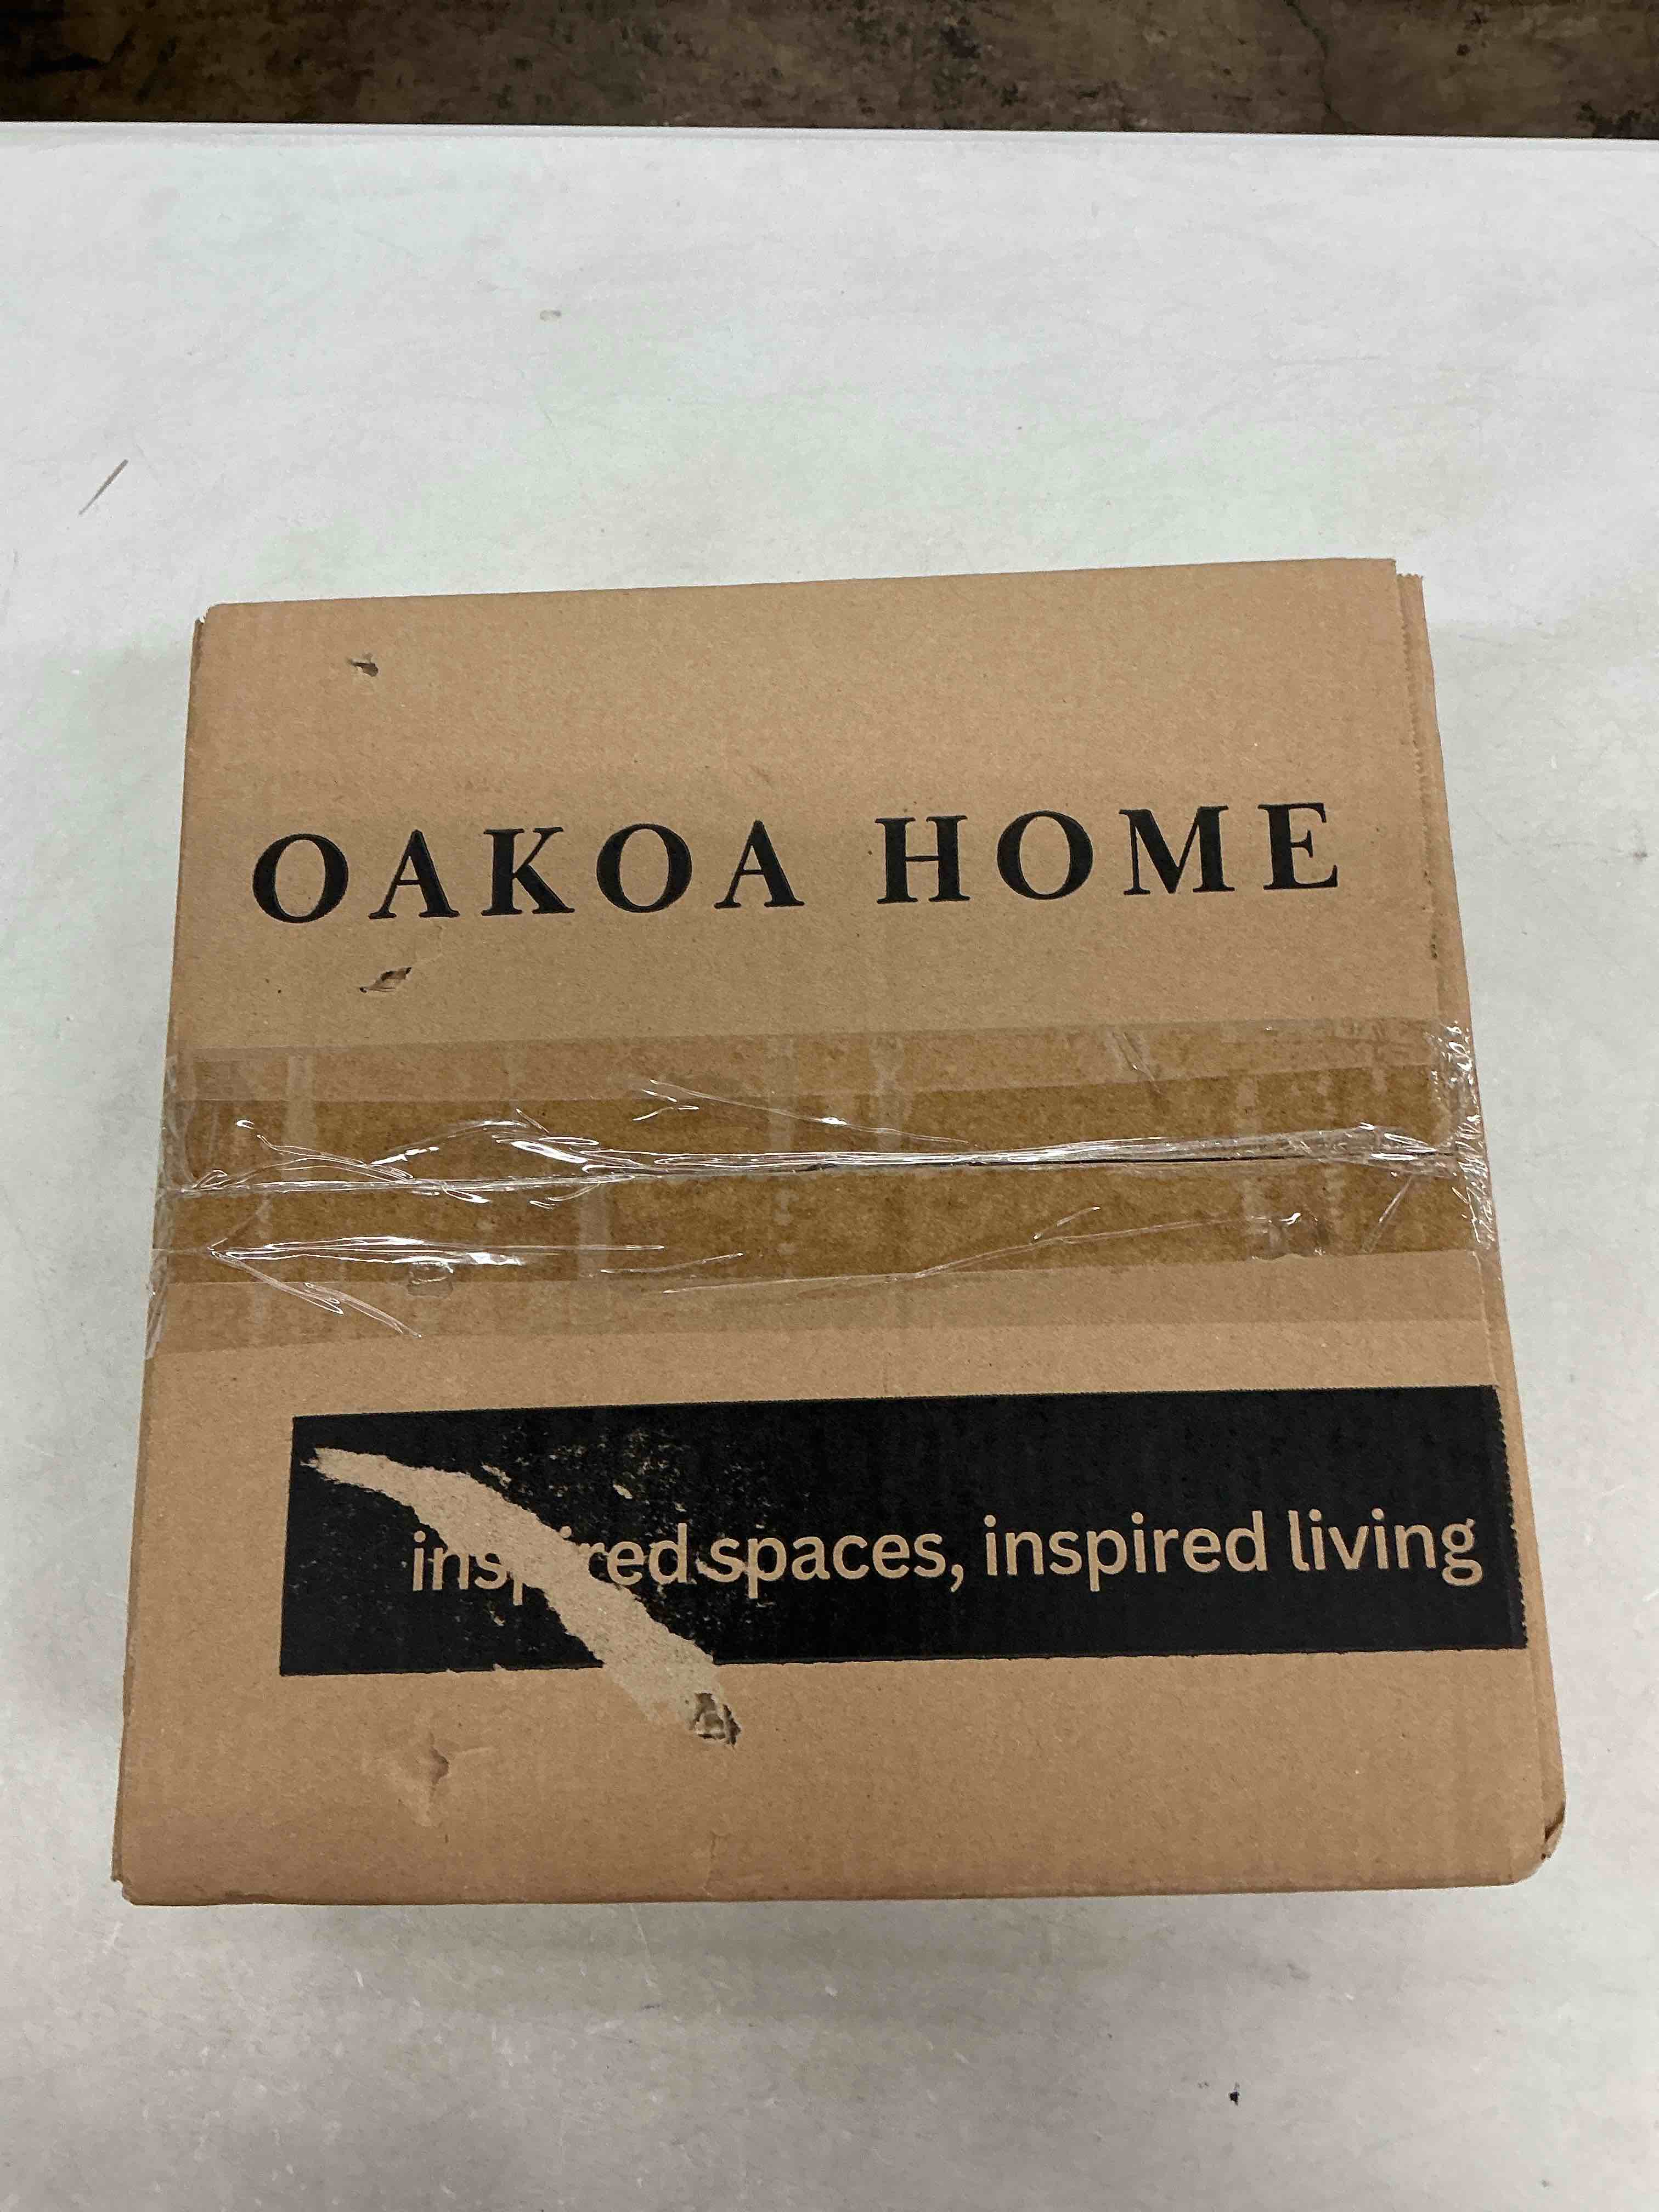 OAKOA HOME
inspired spaces, inspired living